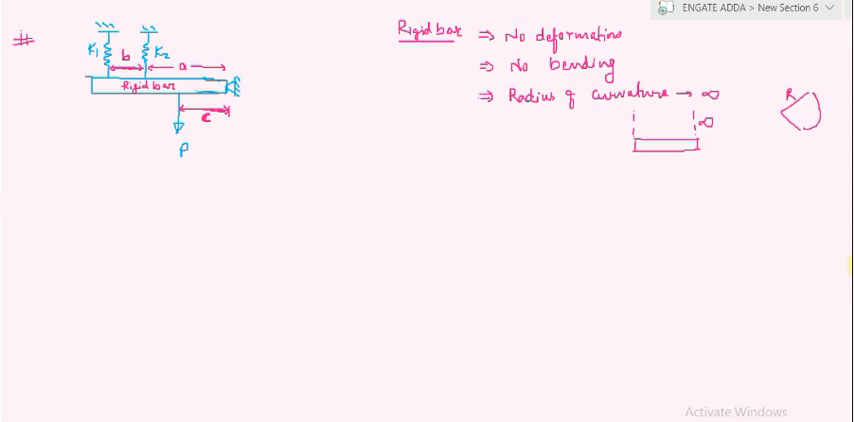 ENGATE ADDA > New Section 6
#
K1
K2
b
a
Rigid bar
c
P
Rigid bar ⇒ No deformations
⇒ No bending
⇒ Radius of curvature → ∞
∞
R
Activate Windows